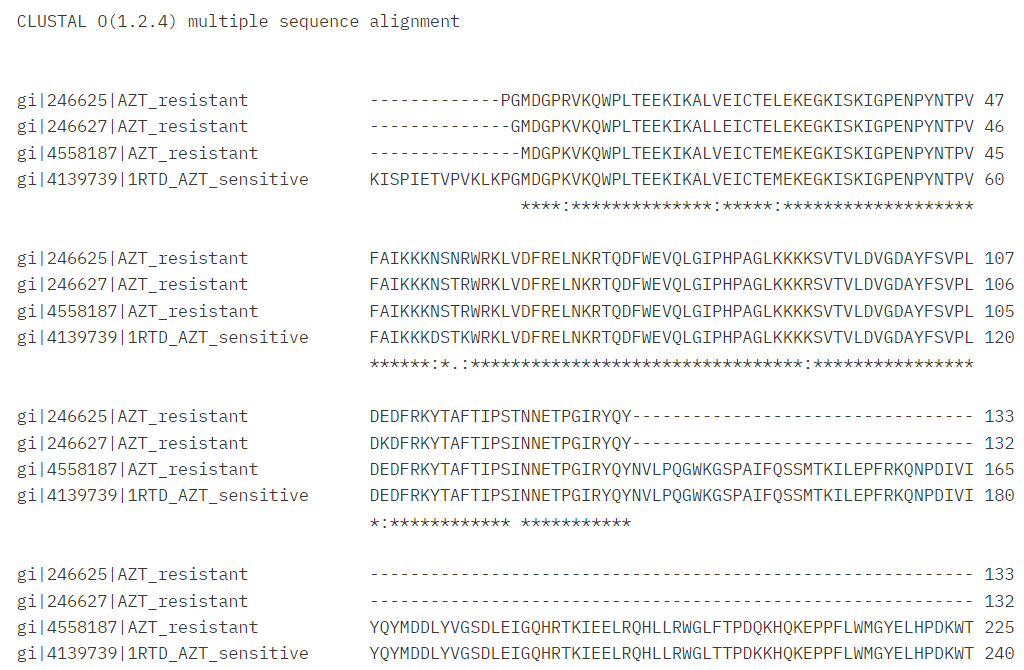 CLUSTAL O(1.2.4) multiple sequence alignment
gi|246625|AZT_resistant -------------PGMDGPRVKQWPLTEEKIKALVEICTELEKEGKISKIGPENPYNTPV 47
gi|246627|AZT_resistant --------------GMDGPKVKQWPLTEEKIKALLEICTELEKEGKISKIGPENPYNTPV 46
gi|4558187|AZT_resistant ---------------MDGPKVKQWPLTEEKIKALVEICTEMEKEGKISKIGPENPYNTPV 45
gi|4139739|1RTD_AZT_sensitive KISPIETVPVKLKPGMDGPKVKQWPLTEEKIKALVEICTEMEKEGKISKIGPENPYNTPV 60
****:**************:*****:*******************
gi|246625|AZT_resistant FAIKKKNSNRWRKLVDFRELNKRTQDFWEVQLGIPHPAGLKKKKSVTVLDVGDAYFSVPL 107
gi|246627|AZT_resistant FAIKKKNSTRWRKLVDFRELNKRTQDFWEVQLGIPHPAGLKKKRSVTVLDVGDAYFSVPL 106
gi|4558187|AZT_resistant FAIKKKNSTRWRKLVDFRELNKRTQDFWEVQLGIPHPAGLKKKKSVTVLDVGDAYFSVPL 105
gi|4139739|1RTD_AZT_sensitive FAIKKKDSTKWRKLVDFRELNKRTQDFWEVQLGIPHPAGLKKKKSVTVLDVGDAYFSVPL 120
******:*.:*********************************:****************
gi|246625|AZT_resistant DEDFRKYTAFTIPSTNNETPGIRYQY---------------------------------- 133
gi|246627|AZT_resistant DKDFRKYTAFTIPSINNETPGIRYQY---------------------------------- 132
gi|4558187|AZT_resistant DEDFRKYTAFTIPSINNETPGIRYQYNVLPQGWKGSPAIFQSSMTKILEPFRKQNPDIVI 165
gi|4139739|1RTD_AZT_sensitive DEDFRKYTAFTIPSINNETPGIRYQYNVLPQGWKGSPAIFQSSMTKILEPFRKQNPDIVI 180
*:************ ***********
gi|246625|AZT_resistant ------------------------------------------------------------ 133
gi|246627|AZT_resistant ------------------------------------------------------------ 132
gi|4558187|AZT_resistant YQYMDDLYVGSDLEIGQHRTKIEELRQHLLRWGLFTPDQKHQKEPPFLWMGYELHPDKWT 225
gi|4139739|1RTD_AZT_sensitive YQYMDDLYVGSDLEIGQHRTKIEELRQHLLRWGLTTPDKKHQKEPPFLWMGYELHPDKWT 240